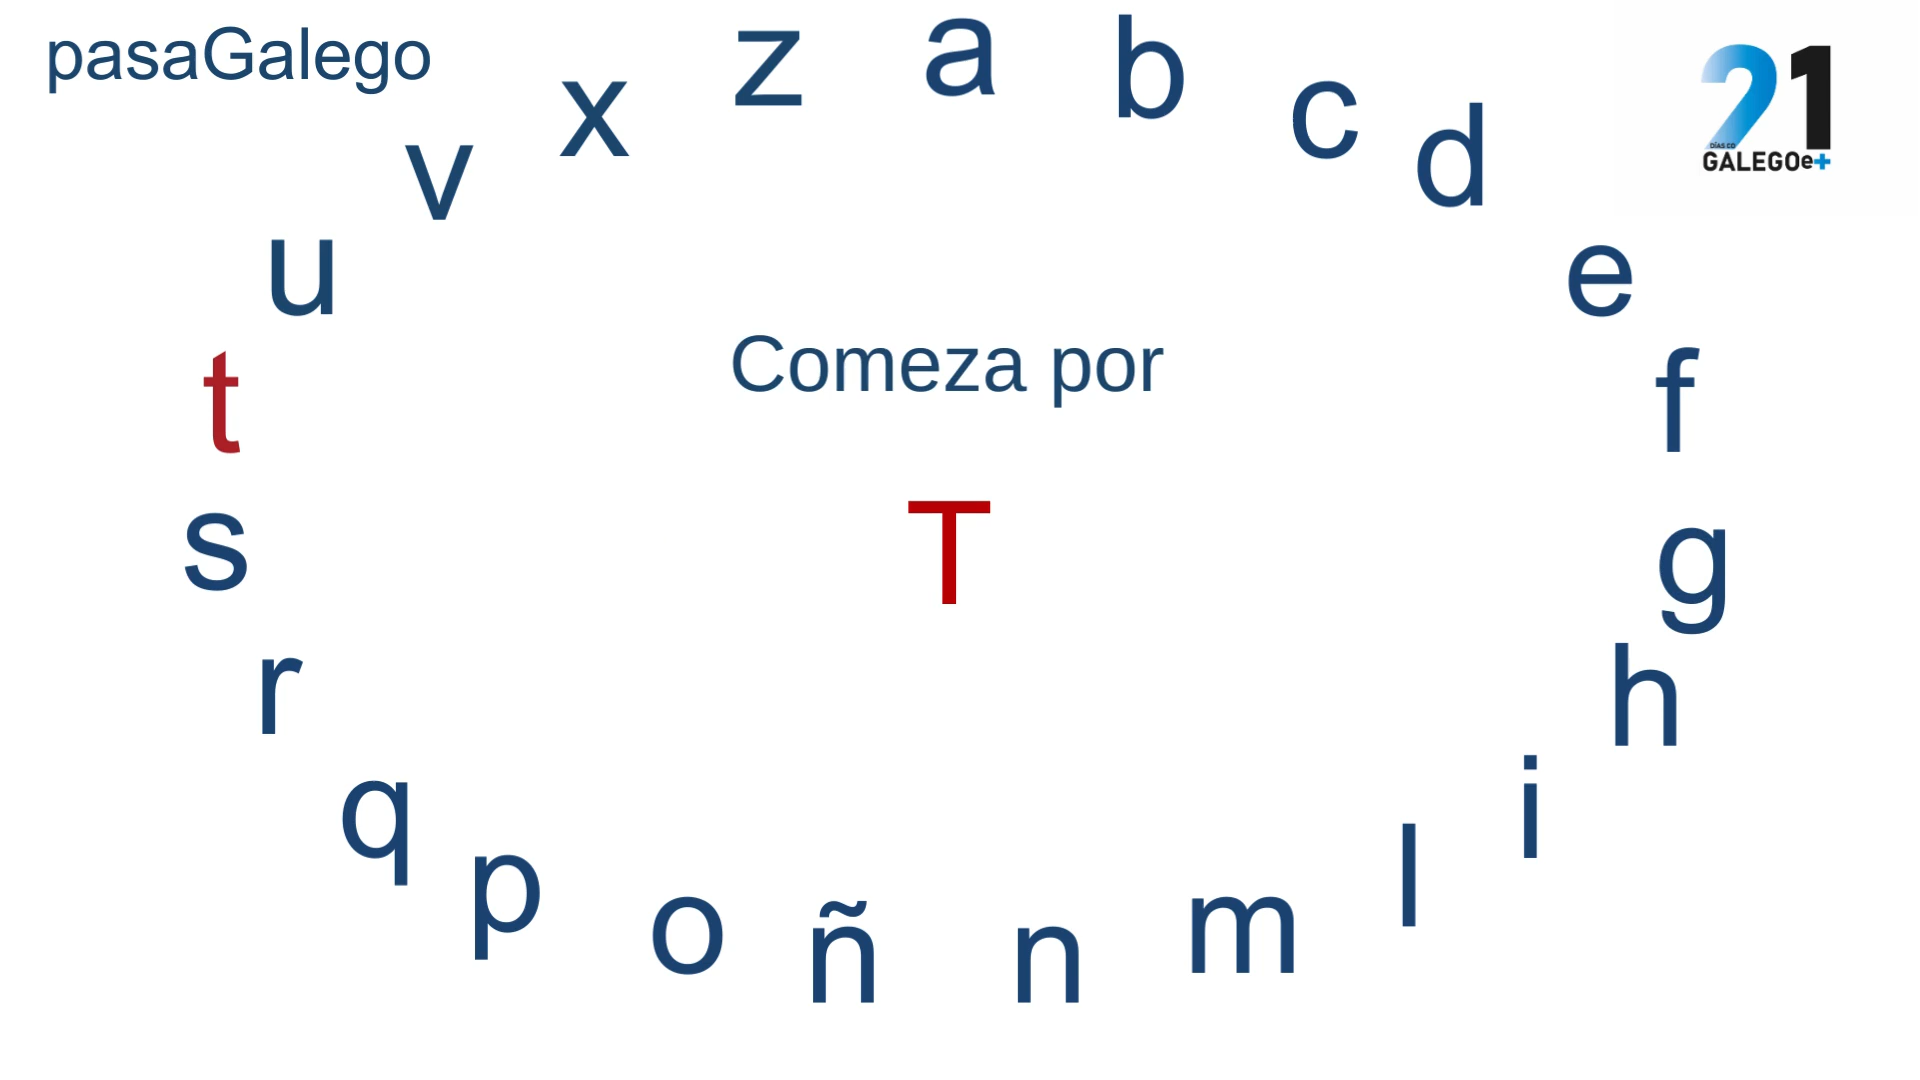 pasaGalego
z
a
b
c
d
e
f
g
h
i
l
m
n
ñ
o
p
q
r
s
t
u
v
x
21
DÍAS CO
GALEGOe+
Comeza por
T